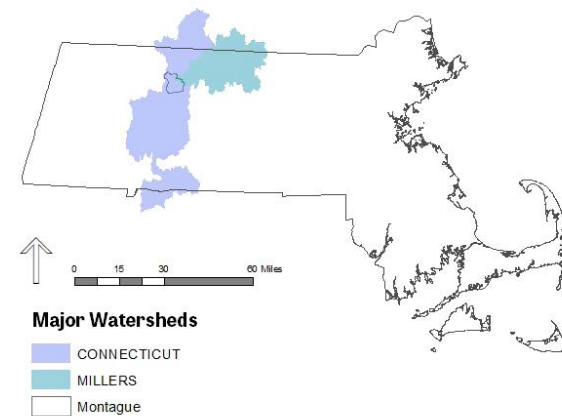 0 15 30 60 Miles
Major Watersheds
CONNECTICUT
MILLERS
Montague